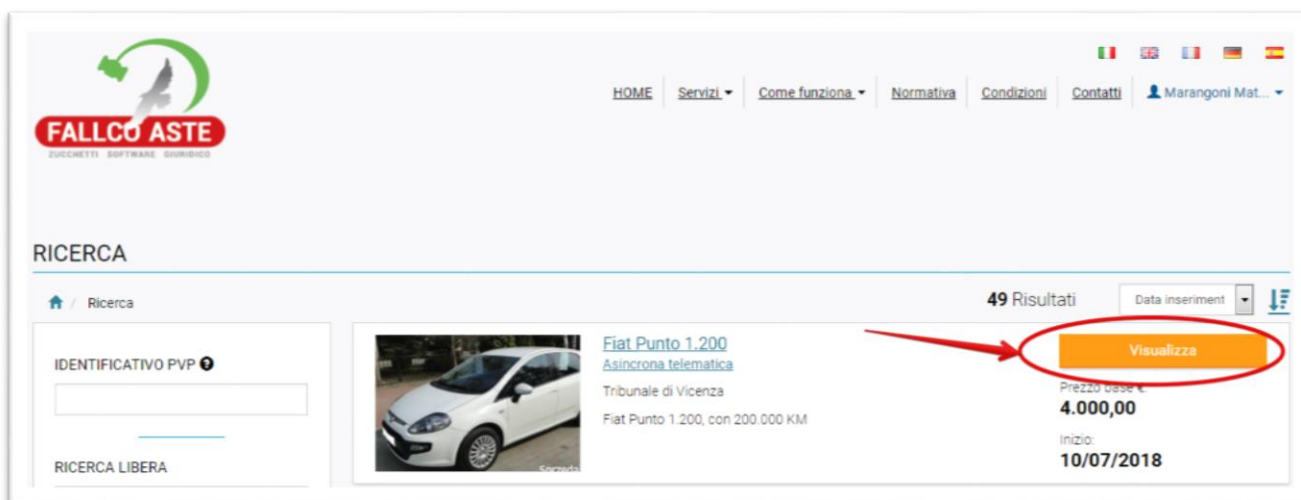 FALLCO ASTE
ZUCCHETTI SOFTWARE GIURIDICO
HOME Servizi Come funziona Normativa Condizioni Contatti Marangoni Mat...
RICERCA
/ Ricerca
49 Risultati Data inseriment
IDENTIFICATIVO PVP
RICERCA LIBERA
Fiat Punto 1.200
Asincrona telematica
Tribunale di Vicenza
Fiat Punto 1.200, con 200.000 KM
Visualizza
Prezzo base €:
4.000,00
Inizio:
10/07/2018